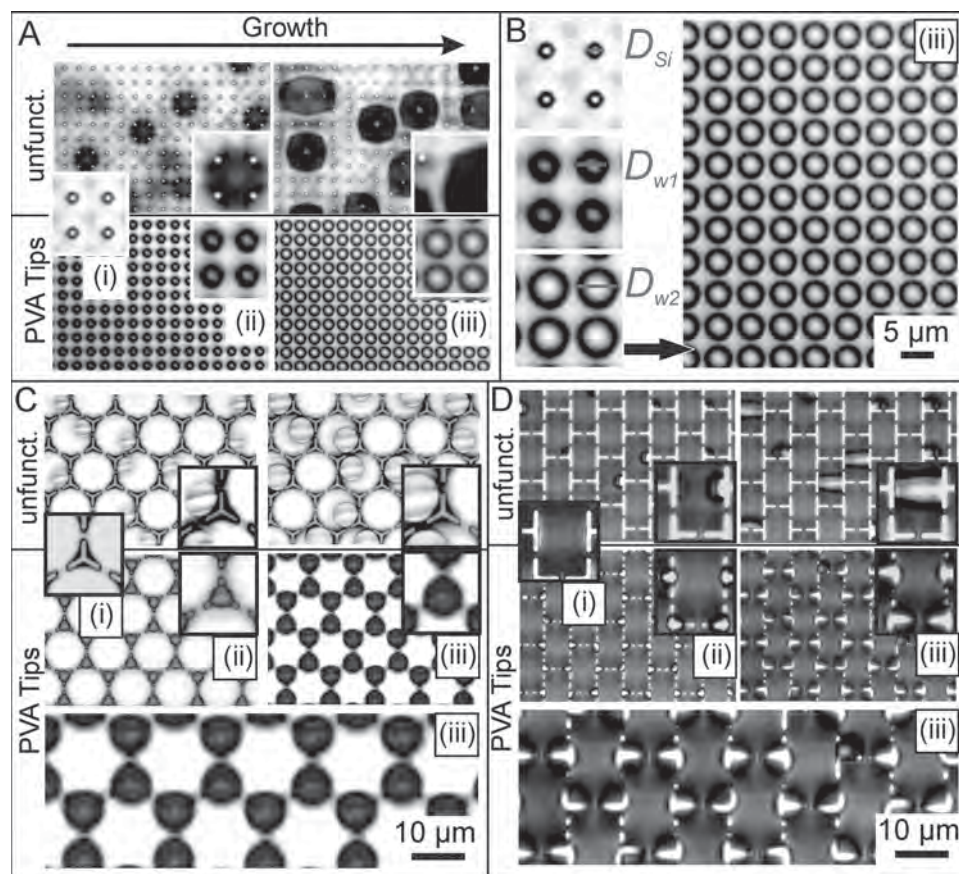 A
Growth
unfunct.
PVA Tips
(i)
(ii)
(iii)
B
D_Si
D_w1
D_w2
(iii)
5 µm
C
unfunct.
PVA Tips
(i)
(ii)
(iii)
(iii)
10 µm
D
unfunct.
PVA Tips
(i)
(ii)
(iii)
(iii)
10 µm